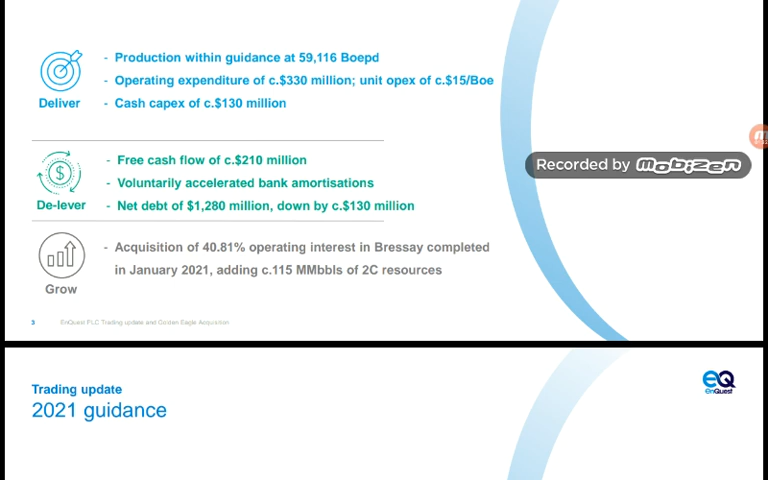 - Production within guidance at 59,116 Boepd
- Operating expenditure of c.$330 million; unit opex of c.$15/Boe
Deliver
- Cash capex of c.$130 million
- Free cash flow of c.$210 million
Recorded by mobizen
$
- Voluntarily accelerated bank amortisations
De-lever
- Net debt of $1,280 million, down by c.$130 million
- Acquisition of 40.81% operating interest in Bressay completed
in January 2021, adding c.115 MMbbls of 2C resources
Grow
3 EnQuest PLC Trading update and Golden Eagle Acquisition
Trading update
2021 guidance
EQ
EnQuest